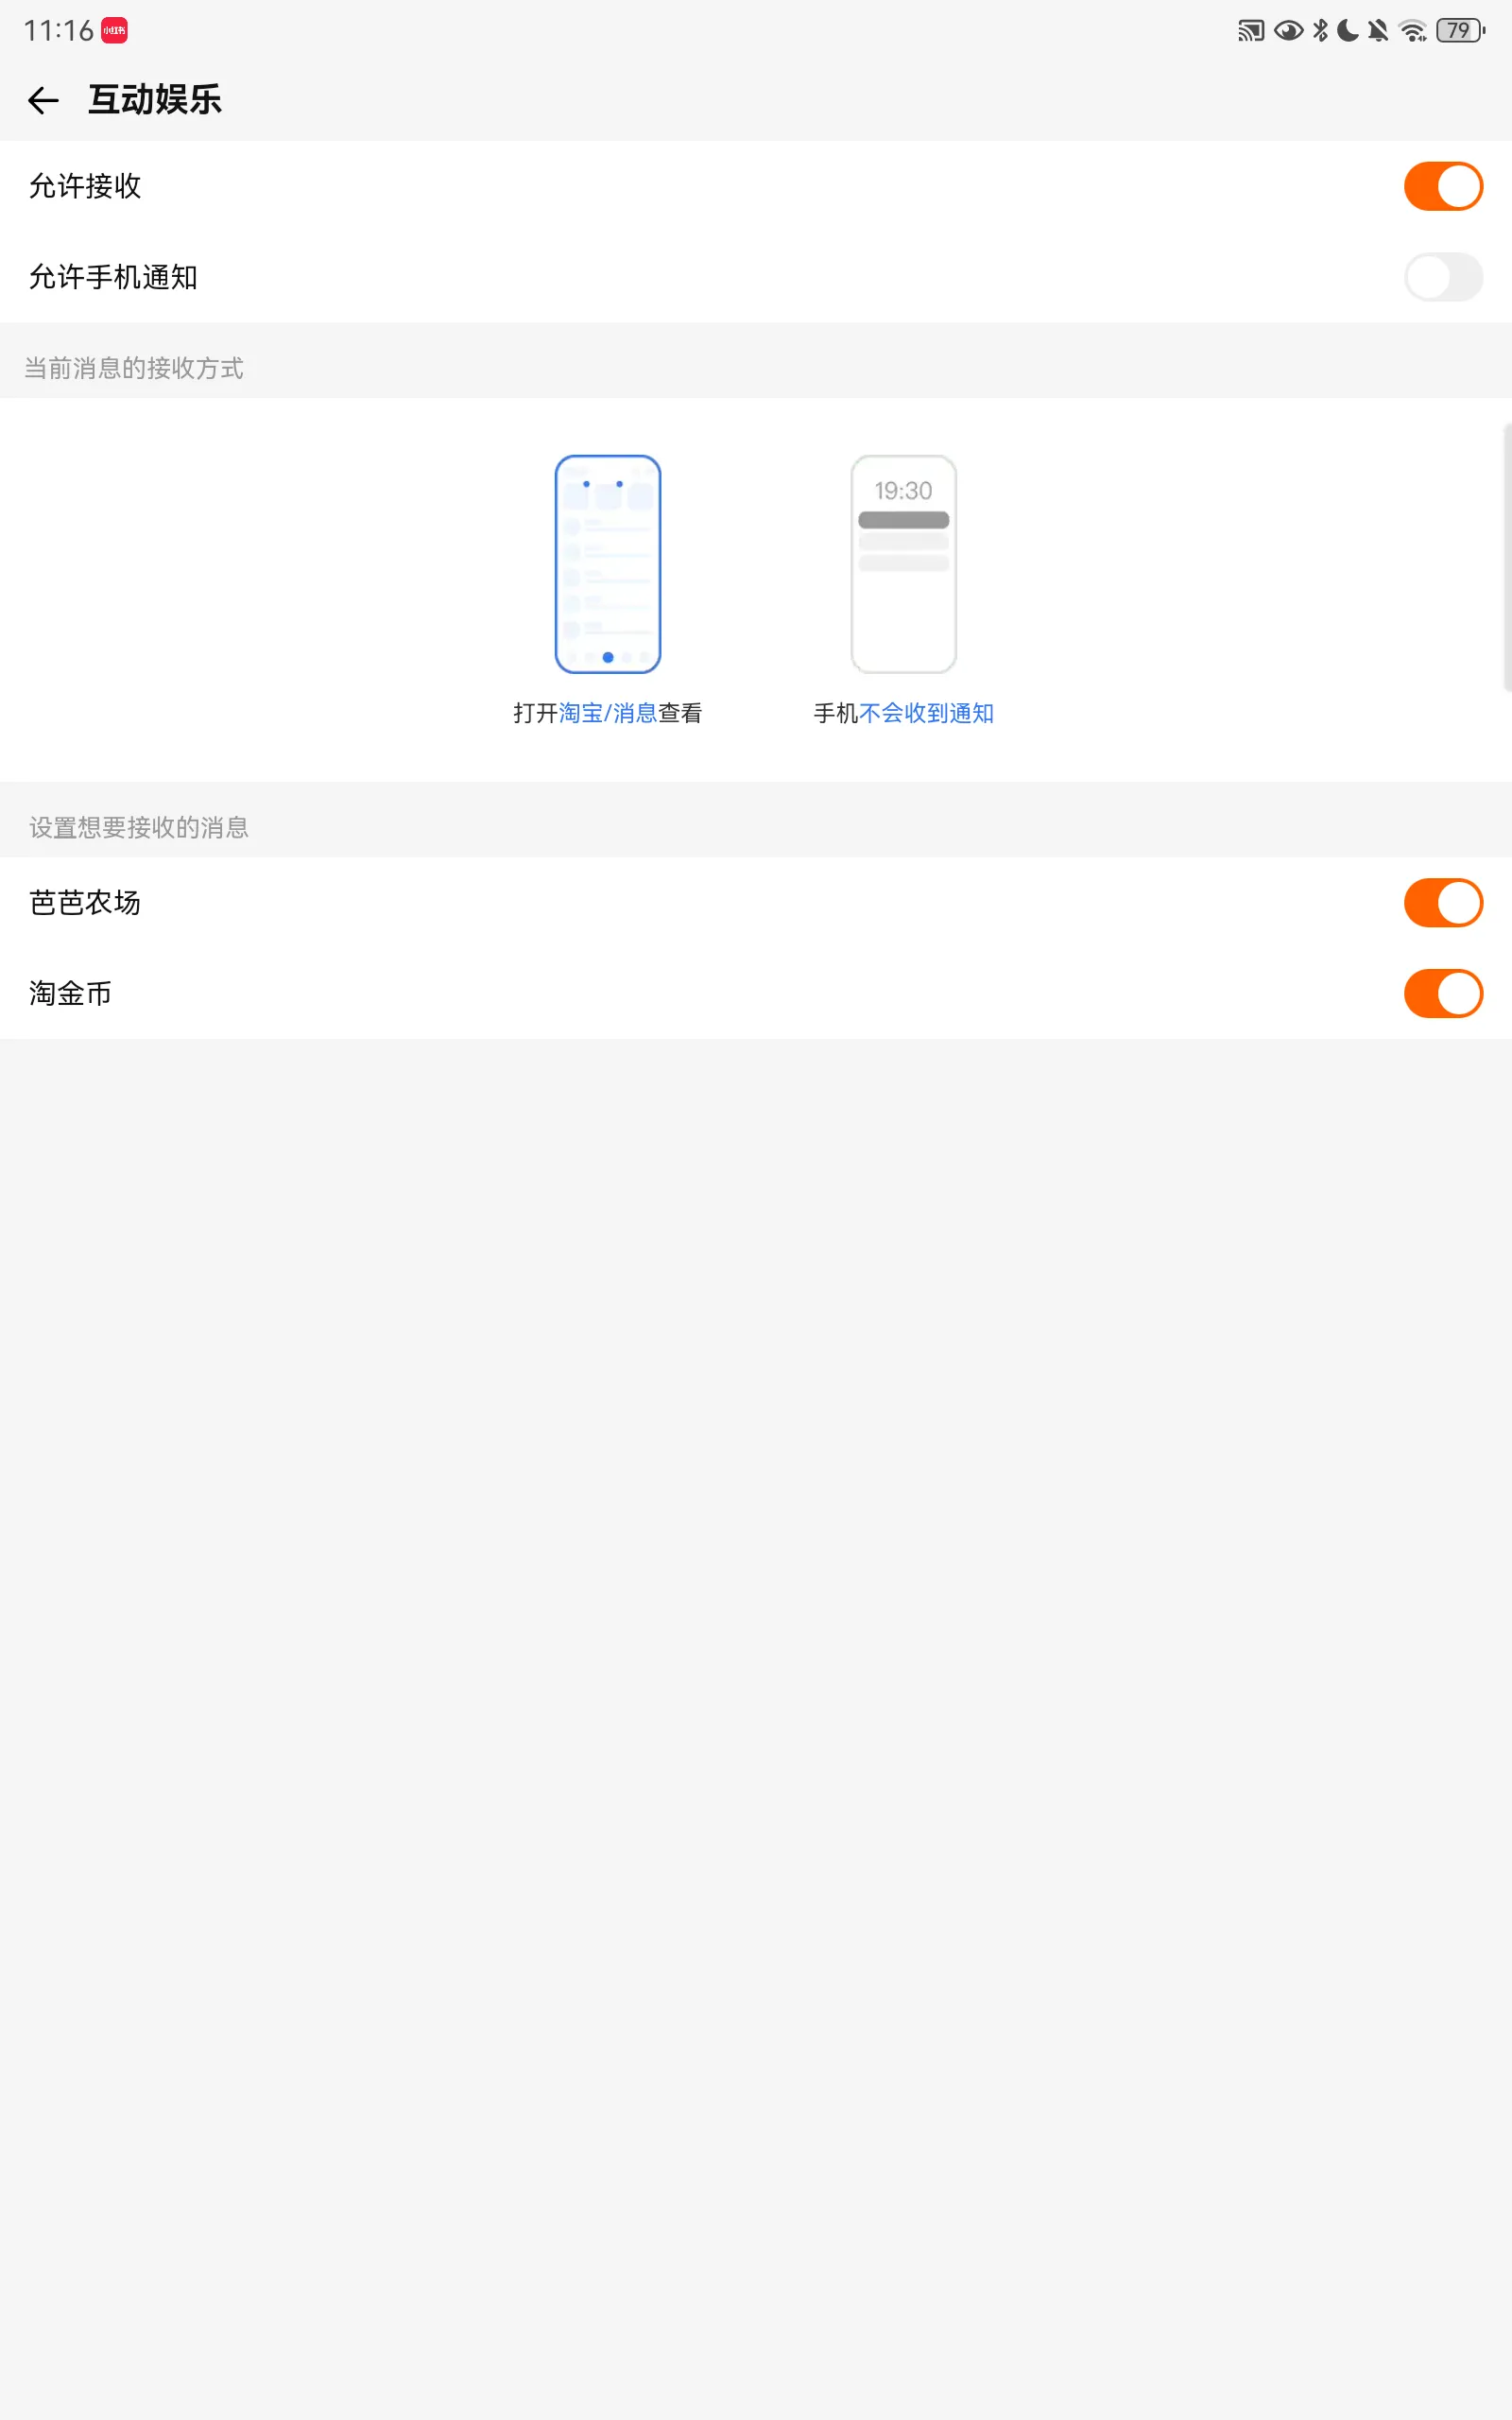 11:16 小红书
79
互动娱乐
允许接收
允许手机通知
当前消息的接收方式
19:30
打开淘宝/消息查看
手机不会收到通知
设置想要接收的消息
芭芭农场
淘金币